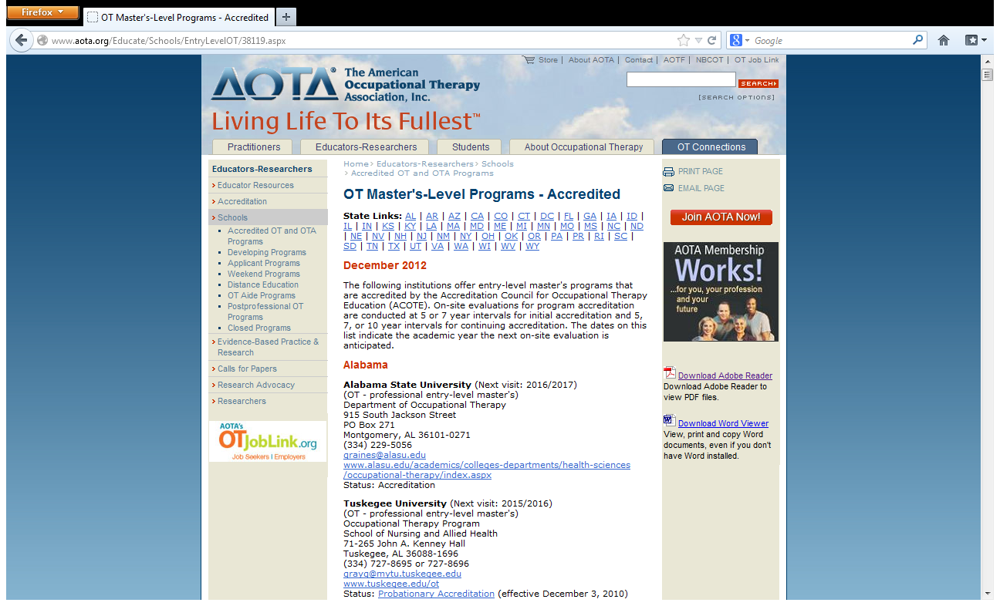 Firefox
OT Master's-Level Programs - Accredited
www.aota.org/Educate/Schools/EntryLevelOT/38119.aspx
Google
Store | About AOTA | Contact | AOTF | NBCOT | OT Job Link
AOTA®
The American
Occupational Therapy
Association, Inc.
SEARCH
[SEARCH OPTIONS]
Living Life To Its Fullest™
Practitioners
Educators-Researchers
Students
About Occupational Therapy
OT Connections
Educators-Researchers
Educator Resources
Accreditation
Schools
Accredited OT and OTA
Programs
Developing Programs
Applicant Programs
Weekend Programs
Distance Education
OT Aide Programs
Postprofessional OT
Programs
Closed Programs
Evidence-Based Practice &
Research
Calls for Papers
Research Advocacy
Researchers
AOTA's
OTJobLink.org
Job Seekers | Employers
Home> Educators-Researchers> Schools
> Accredited OT and OTA Programs
OT Master's-Level Programs - Accredited
State Links: AL | AR | AZ | CA | CO | CT | DC | FL | GA | IA | ID |
IL | IN | KS | KY | LA | MA | MD | ME | MI | MN | MO | MS | NC | ND
| NE | NV | NH | NJ | NM | NY | OH | OK | OR | PA | PR | RI | SC |
SD | TN | TX | UT | VA | WA | WI | WV | WY
December 2012
The following institutions offer entry-level master's programs that
are accredited by the Accreditation Council for Occupational Therapy
Education (ACOTE). On-site evaluations for program accreditation
are conducted at 5 or 7 year intervals for initial accreditation and 5,
7, or 10 year intervals for continuing accreditation. The dates on this
list indicate the academic year the next on-site evaluation is
anticipated.
Alabama
Alabama State University (Next visit: 2016/2017)
(OT - professional entry-level master's)
Department of Occupational Therapy
915 South Jackson Street
PO Box 271
Montgomery, AL 36101-0271
(334) 229-5056
graines@alasu.edu
www.alasu.edu/academics/colleges-departments/health-sciences
/occupational-therapy/index.aspx
Status: Accreditation
Tuskegee University (Next visit: 2015/2016)
(OT - professional entry-level master's)
Occupational Therapy Program
School of Nursing and Allied Health
71-265 John A. Kenney Hall
Tuskegee, AL 36088-1696
(334) 727-8695 or 727-8696
grayg@mytu.tuskegee.edu
www.tuskegee.edu/ot
Status: Probationary Accreditation (effective December 3, 2010)
PRINT PAGE
EMAIL PAGE
Join AOTA Now!
AOTA Membership
Works!
...for you, your profession
and your
future
Download Adobe Reader
Download Adobe Reader to
view PDF files.
Download Word Viewer
View, print and copy Word
documents, even if you don't
have Word installed.